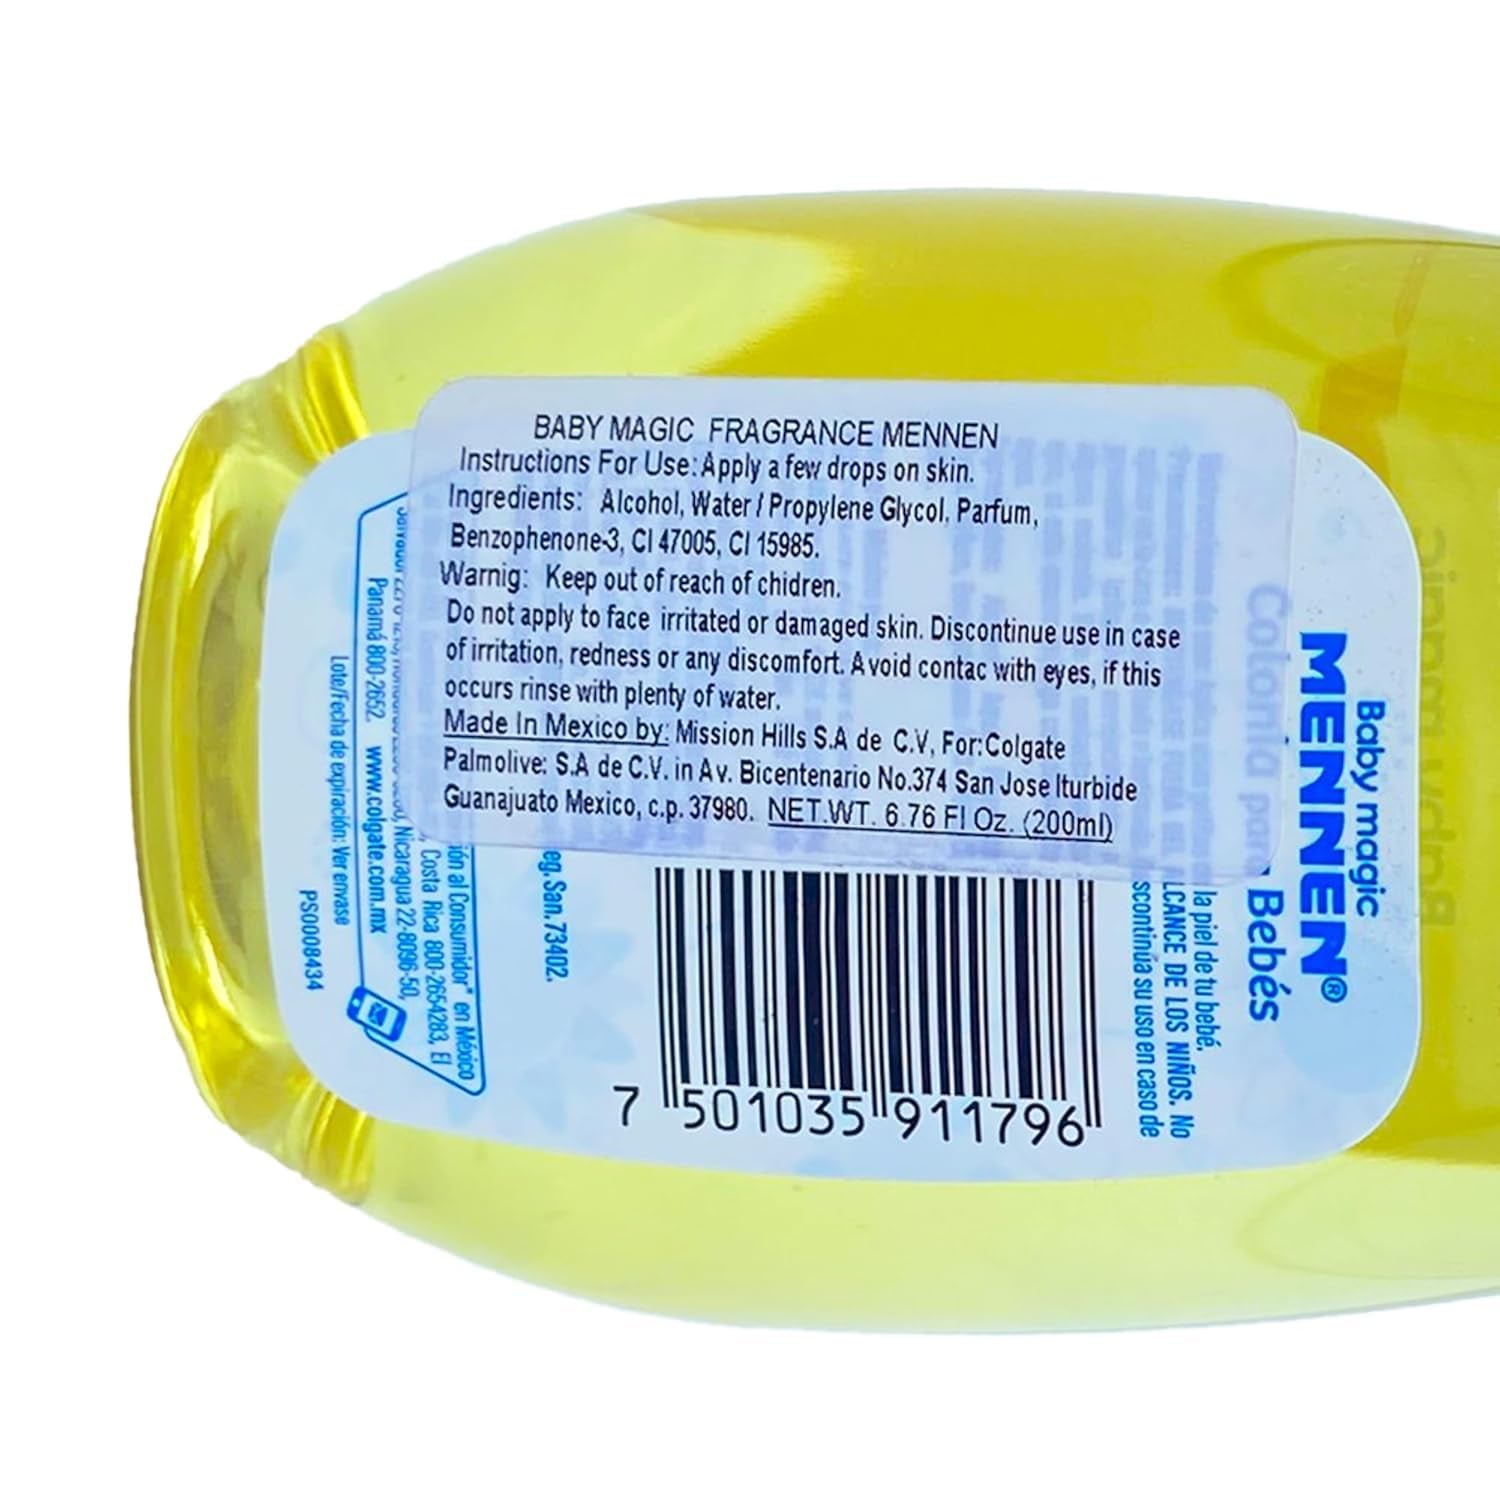 BABY MAGIC FRAGRANCE MENNEN
Instructions For Use: Apply a few drops on skin.
Ingredients: Alcohol, Water / Propylene Glycol, Parfum,
Benzophenone-3, CI 47005, CI 15985.
Warnig: Keep out of reach of chidren.
Do not apply to face irritated or damaged skin. Discontinue use in case
of irritation, redness or any discomfort. Avoid contac with eyes, if this
occurs rinse with plenty of water.
Made In Mexico by: Mission Hills S.A de C.V, For:Colgate
Palmolive: S.A de C.V. in Av. Bicentenario No.374 San Jose Iturbide
Guanajuato Mexico, c.p. 37980. NET.WT. 6.76 Fl Oz. (200ml)
7 501035 911796
Baby magic
MENNEN®
Colonia para Bebés
la piel de tu bebé.
LCANCE DE LOS NIÑOS. No
scontinúa su uso en caso de
eg. San. 73402.
ión al Consumidor* en México
Costa Rica 800-2654283, El
Nicaragua 22-8096-50,
Panamá 800-2652. www.colgate.com.mx
Lote/Fecha de expiración: Ver envase
PS0008434